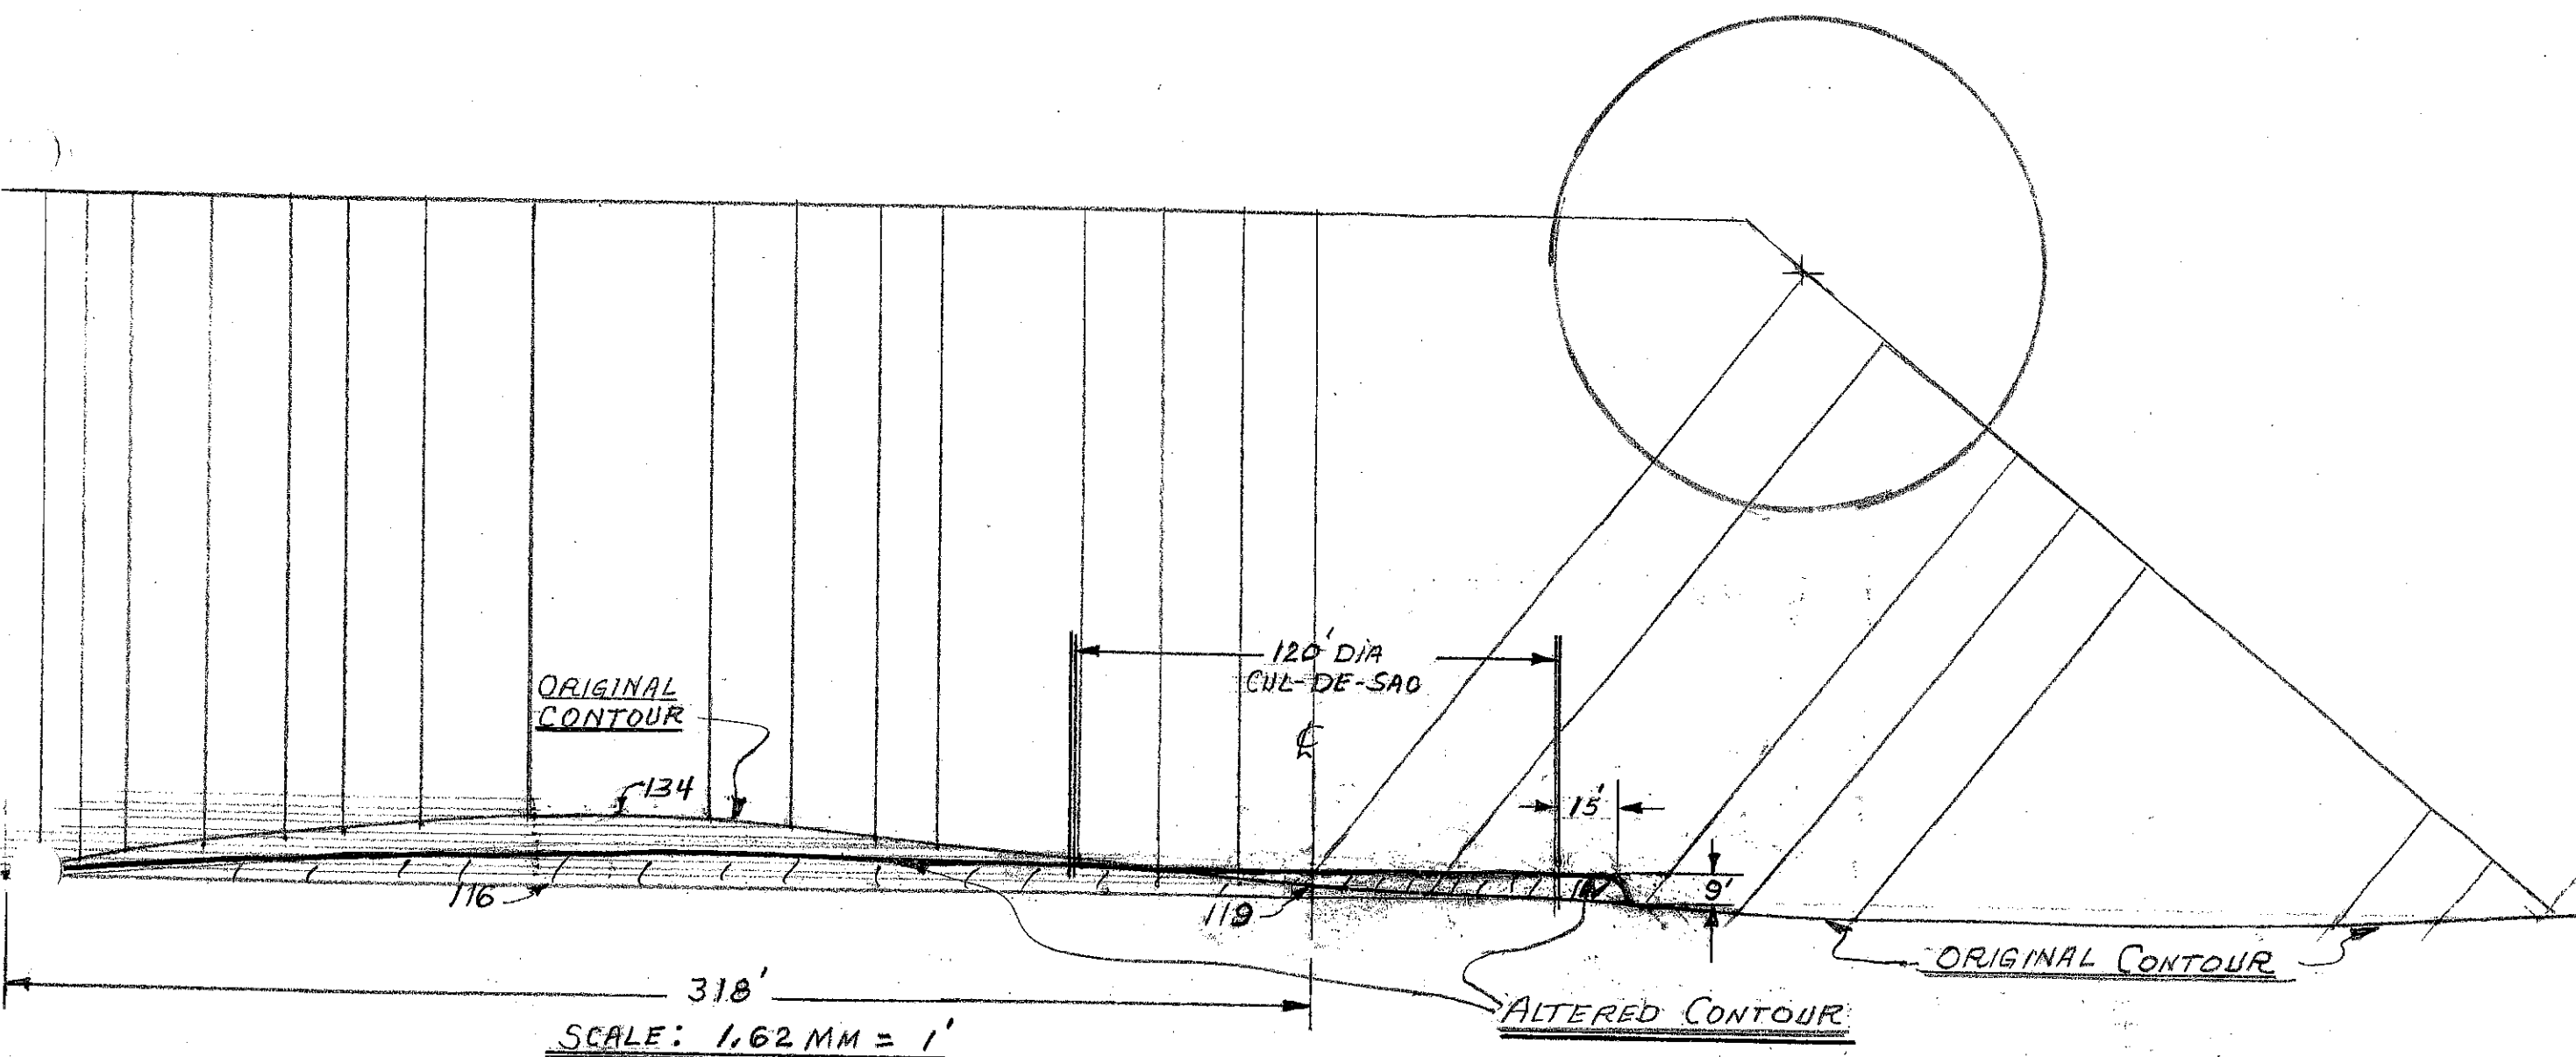 120' DIA
CUL-DE-SAC
ORIGINAL
CONTOUR
℄
134
15'
116
119
9'
ORIGINAL CONTOUR
318'
ALTERED CONTOUR
SCALE: 1.62 MM = 1'